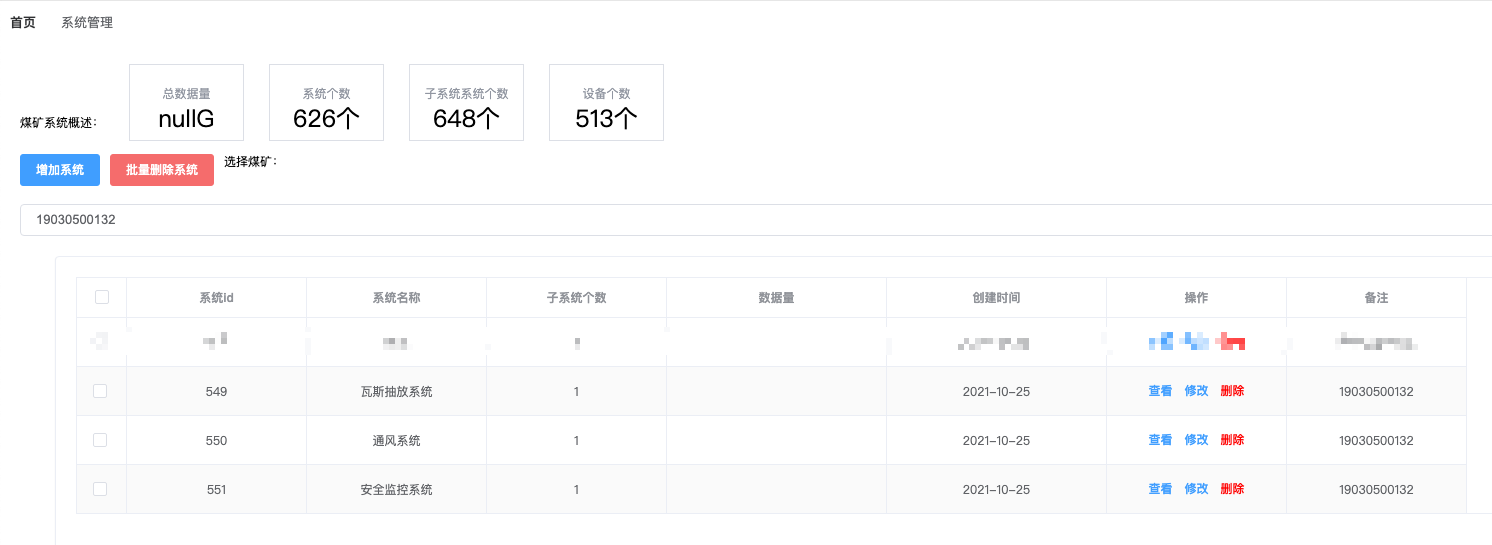 首页 系统管理
煤矿系统概述：
总数据量
nullG
系统个数
626个
子系统系统个数
648个
设备个数
513个
增加系统 批量删除系统 选择煤矿：
19030500132
系统id 系统名称 子系统个数 数据量 创建时间 操作 备注
549 瓦斯抽放系统 1 2021-10-25 查看 修改 删除 19030500132
550 通风系统 1 2021-10-25 查看 修改 删除 19030500132
551 安全监控系统 1 2021-10-25 查看 修改 删除 19030500132